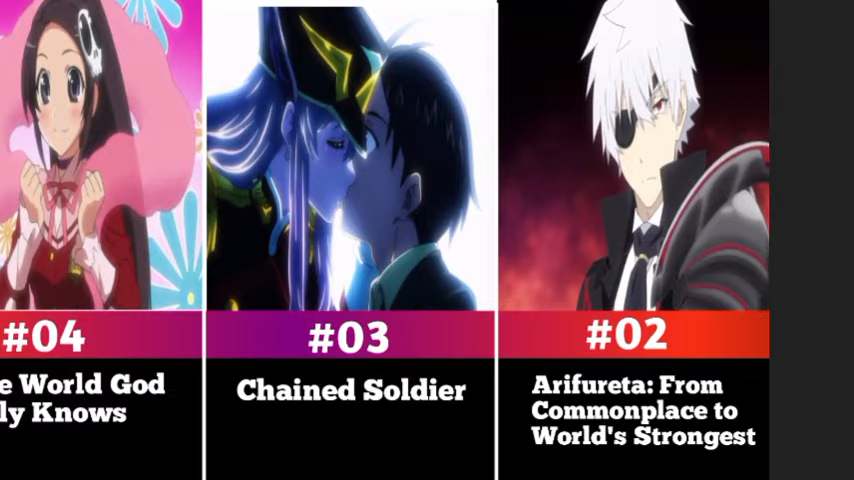 #04
e World God
ly Knows
#03
Chained Soldier
#02
Arifureta: From
Commonplace to
World's Strongest